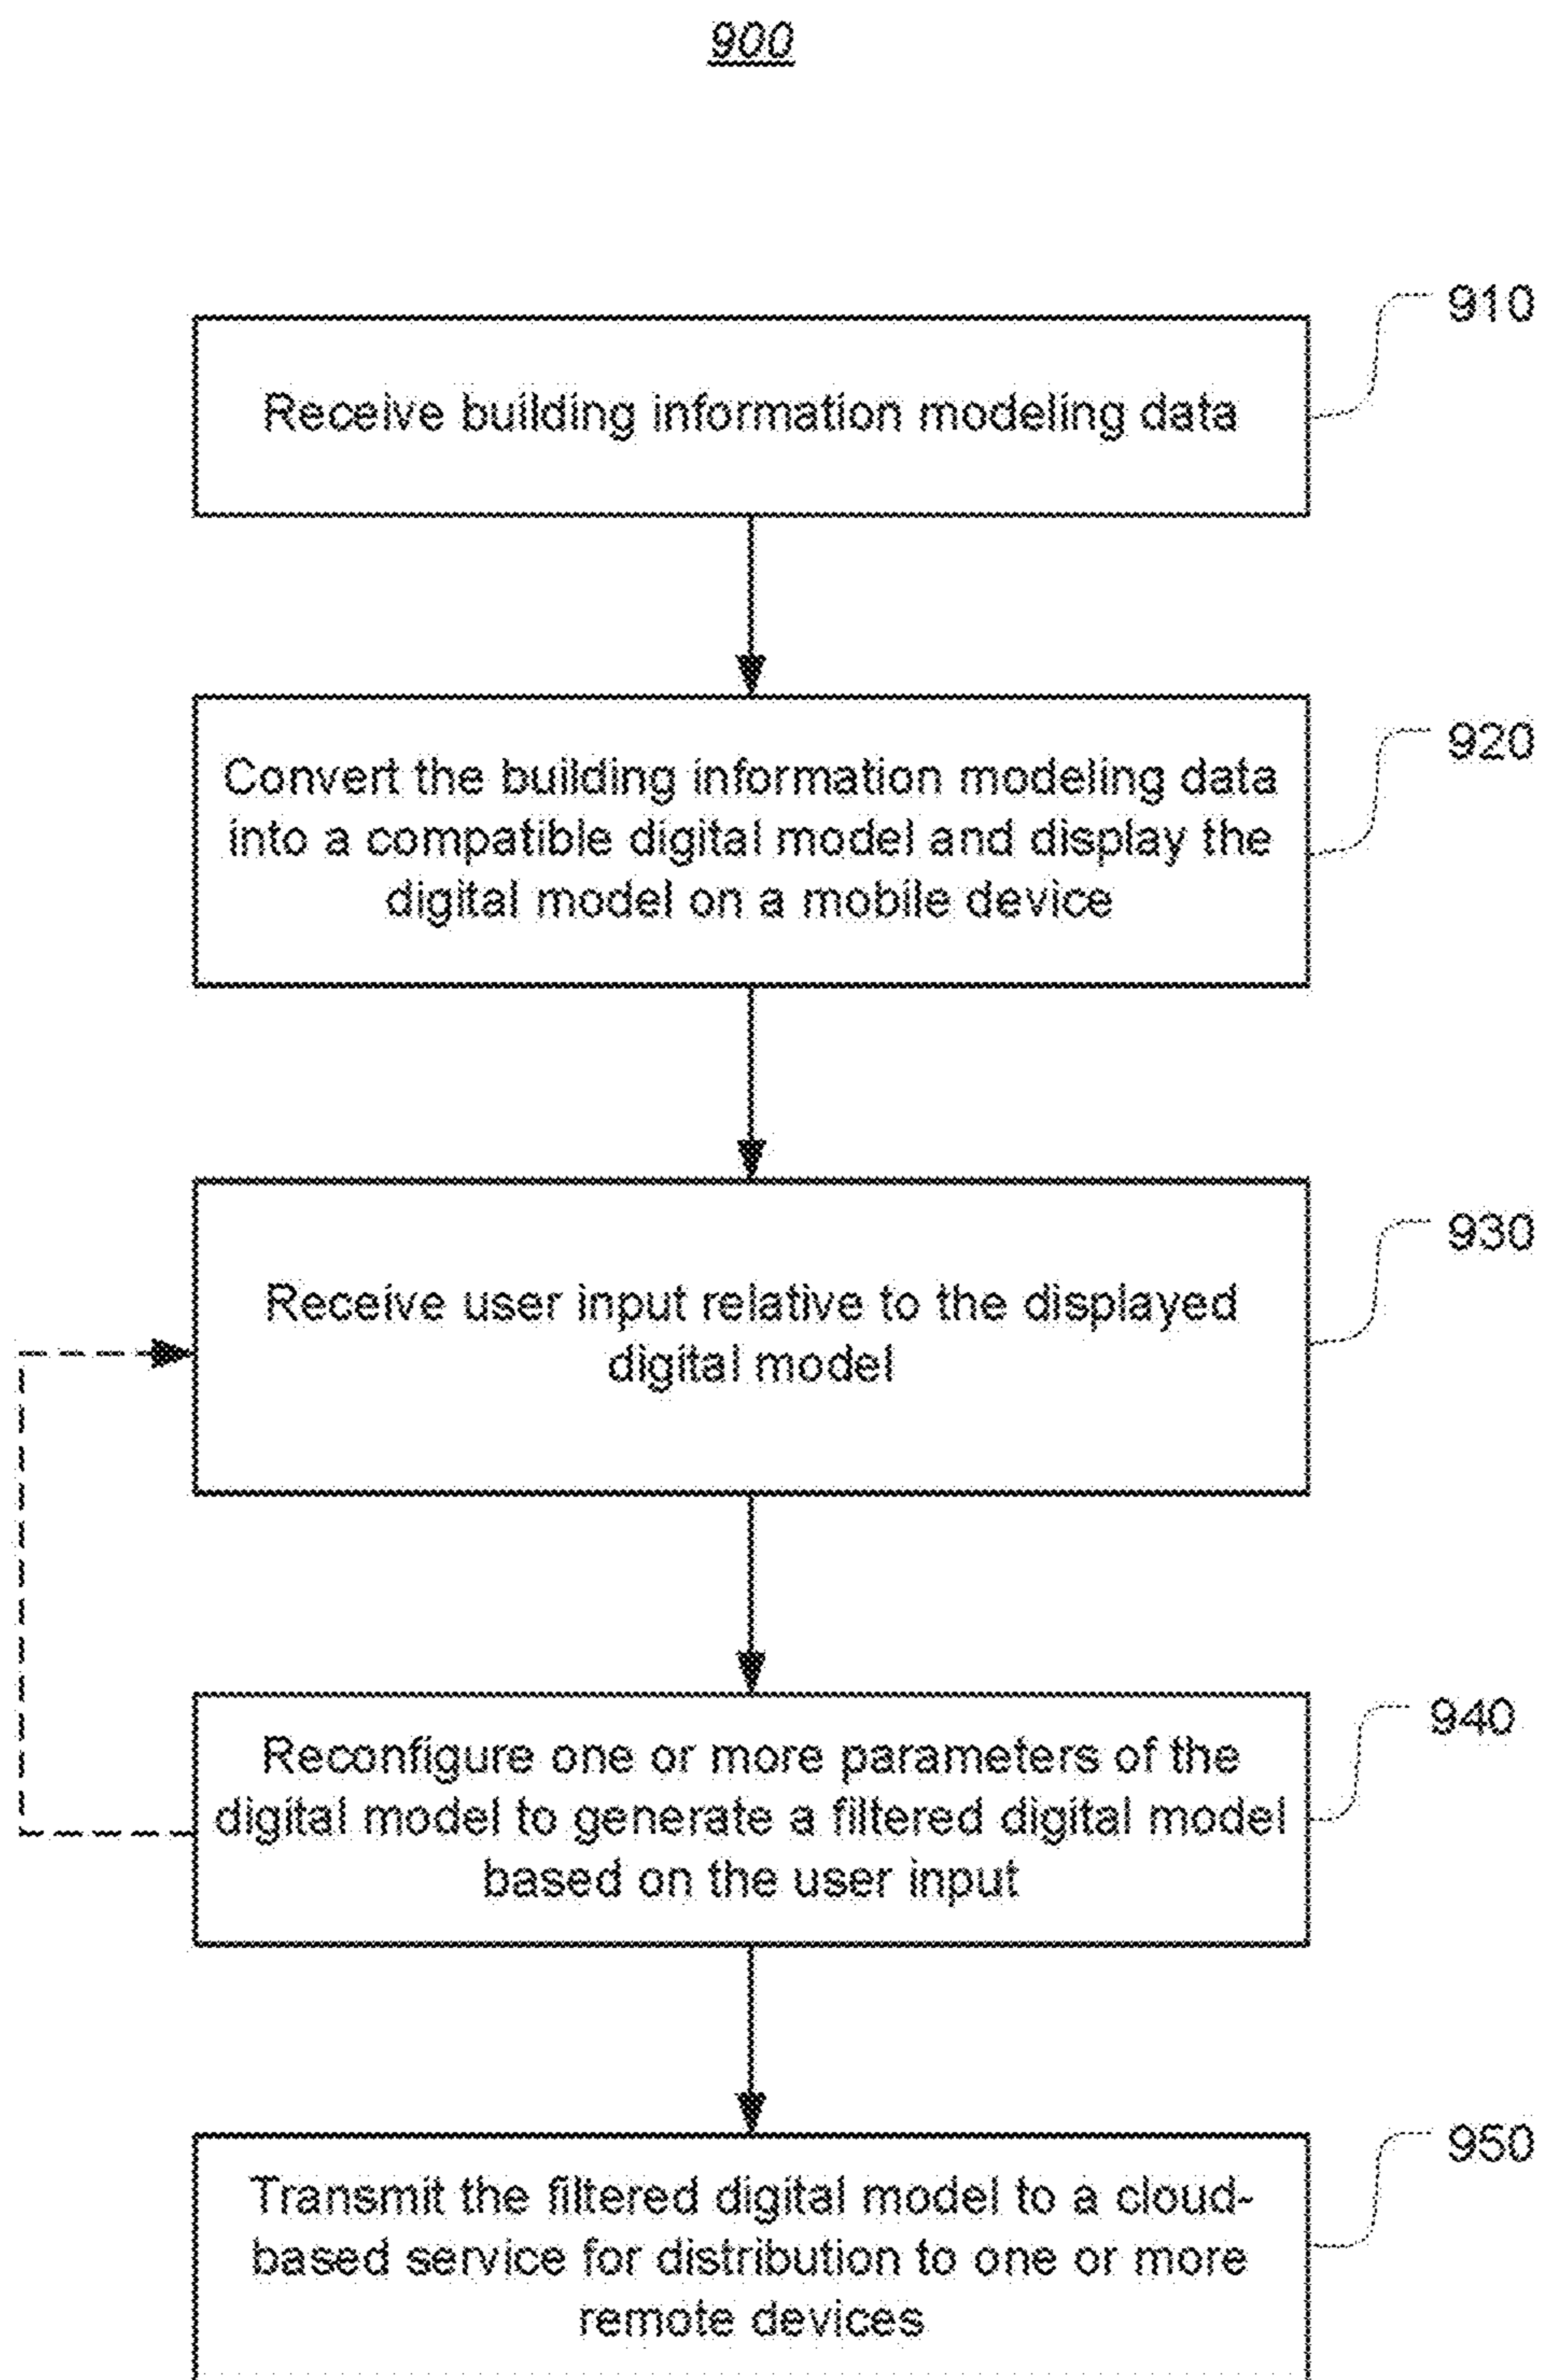 900
910
Receive building information modeling data
920
Convert the building information modeling data
into a compatible digital model and display the
digital model on a mobile device
930
Receive user input relative to the displayed
digital model
940
Reconfigure one or more parameters of the
digital model to generate a filtered digital model
based on the user input
950
Transmit the filtered digital model to a cloud-
based service for distribution to one or more
remote devices